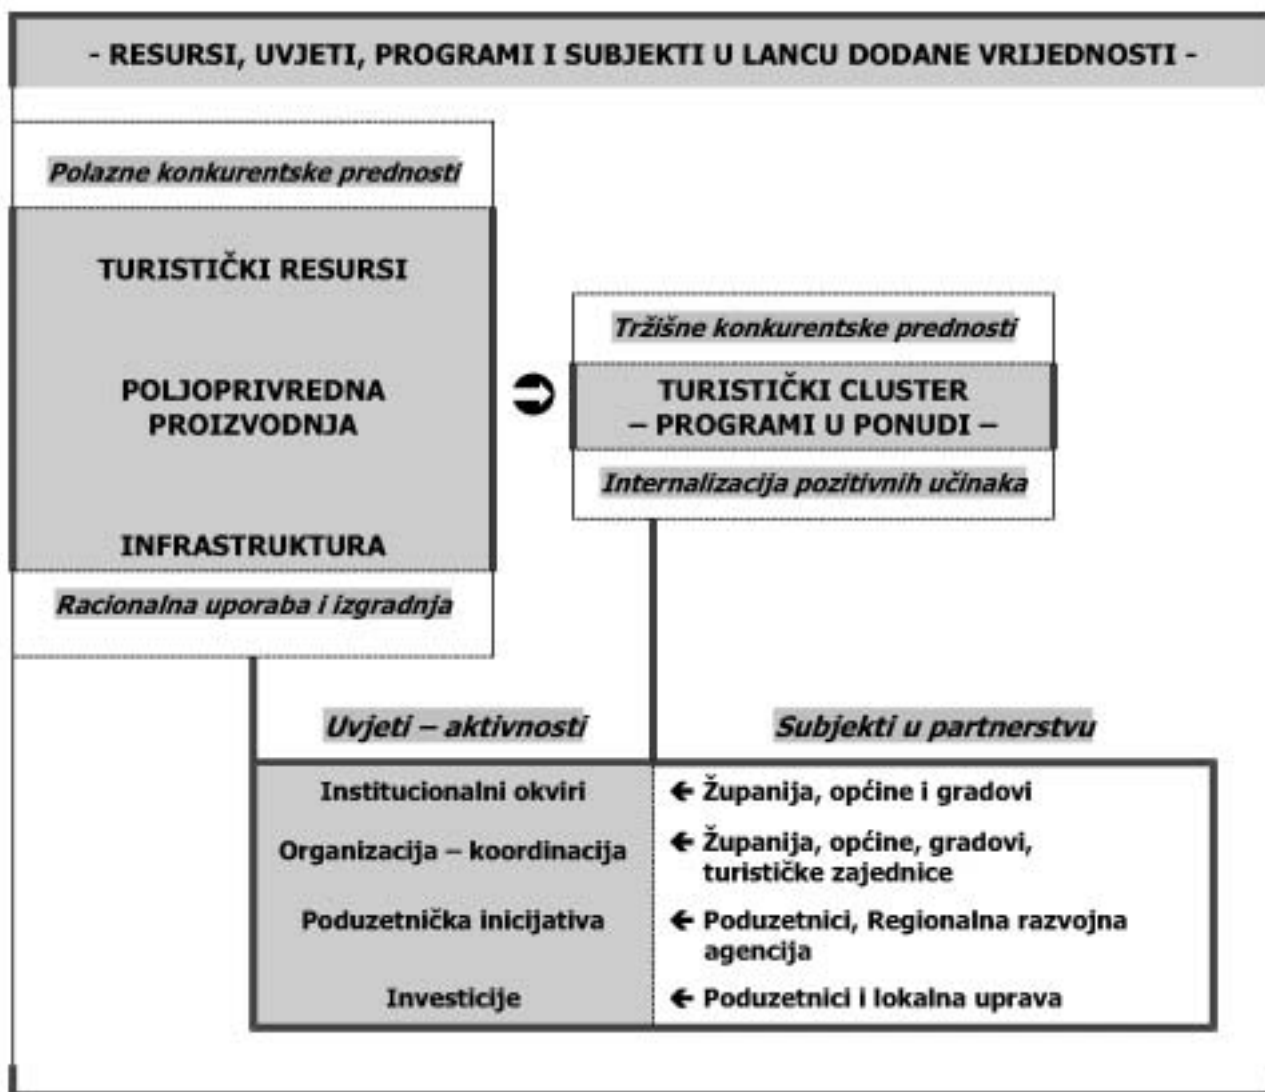 - RESURSI, UVJETI, PROGRAMI I SUBJEKTI U LANCU DODANE VRIJEDNOSTI -
Polazne konkurentske prednosti
TURISTIČKI RESURSI
POLJOPRIVREDNA
PROIZVODNJA
INFRASTRUKTURA
Racionalna uporaba i izgradnja
Tržišne konkurentske prednosti
TURISTIČKI CLUSTER
– PROGRAMI U PONUDI –
Internalizacija pozitivnih učinaka
Uvjeti – aktivnosti
Subjekti u partnerstvu
Institucionalni okviri
← Županija, općine i gradovi
Organizacija – koordinacija
← Županija, općine, gradovi,
turističke zajednice
Poduzetnička inicijativa
← Poduzetnici, Regionalna razvojna
agencija
Investicije
← Poduzetnici i lokalna uprava